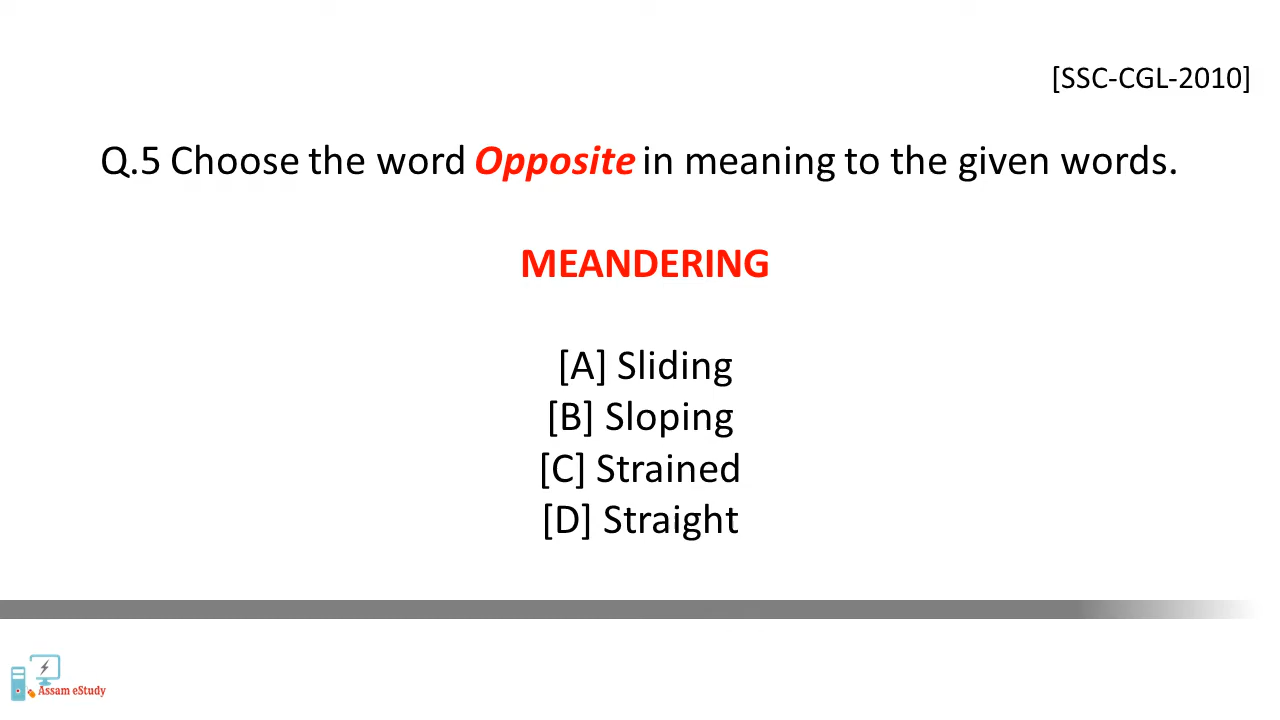 [SSC-CGL-2010]
Q.5 Choose the word Opposite in meaning to the given words.
MEANDERING
[A] Sliding
[B] Sloping
[C] Strained
[D] Straight
Assam eStudy